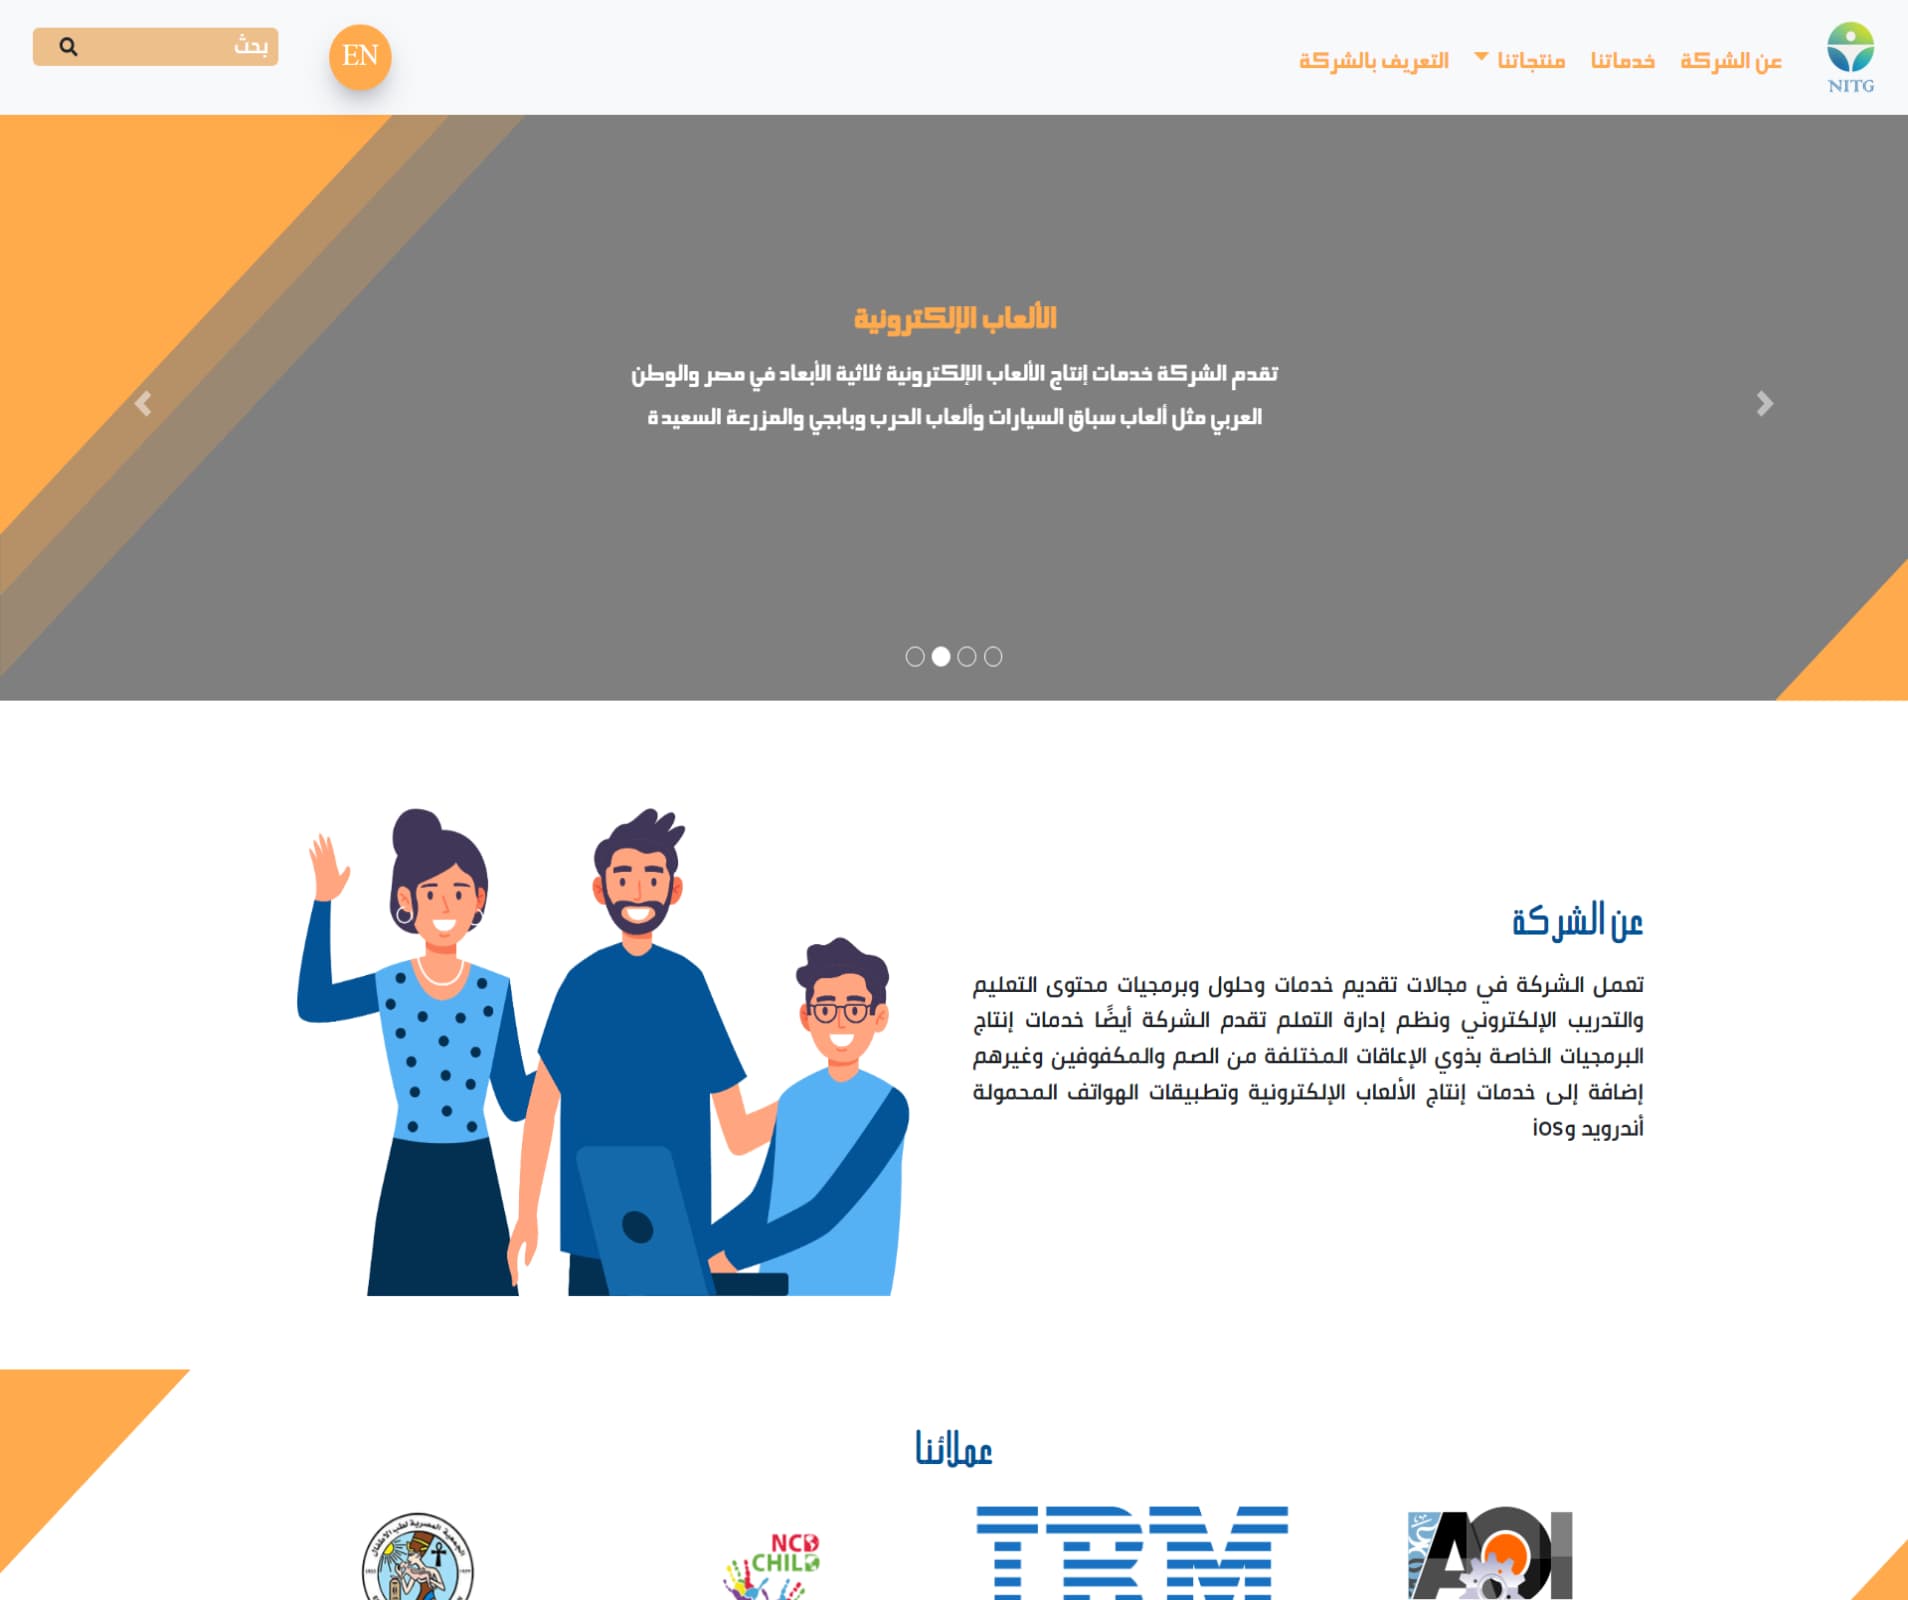 NITG
عن الشركة
خدماتنا
منتجاتنا
التعريف بالشركة
EN
بحث
الألعاب الإلكترونية
تقدم الشركة خدمات إنتاج الألعاب الإلكترونية ثلاثية الأبعاد في مصر والوطن
العربي مثل ألعاب سباق السيارات وألعاب الحرب وبابجي والمزرعة السعيدة
عن الشركة
تعمل الشركة في مجالات تقديم خدمات وحلول وبرمجيات محتوى التعليم
والتدريب الإلكتروني ونظم إدارة التعلم تقدم الشركة أيضًا خدمات إنتاج
البرمجيات الخاصة بذوي الإعاقات المختلفة من الصم والمكفوفين وغيرهم
إضافة إلى خدمات إنتاج الألعاب الإلكترونية وتطبيقات الهواتف المحمولة
أندرويد وios
عملائنا
AOI
IBM
NCD
CHILD
الجمعية المصرية لطب الاطفال